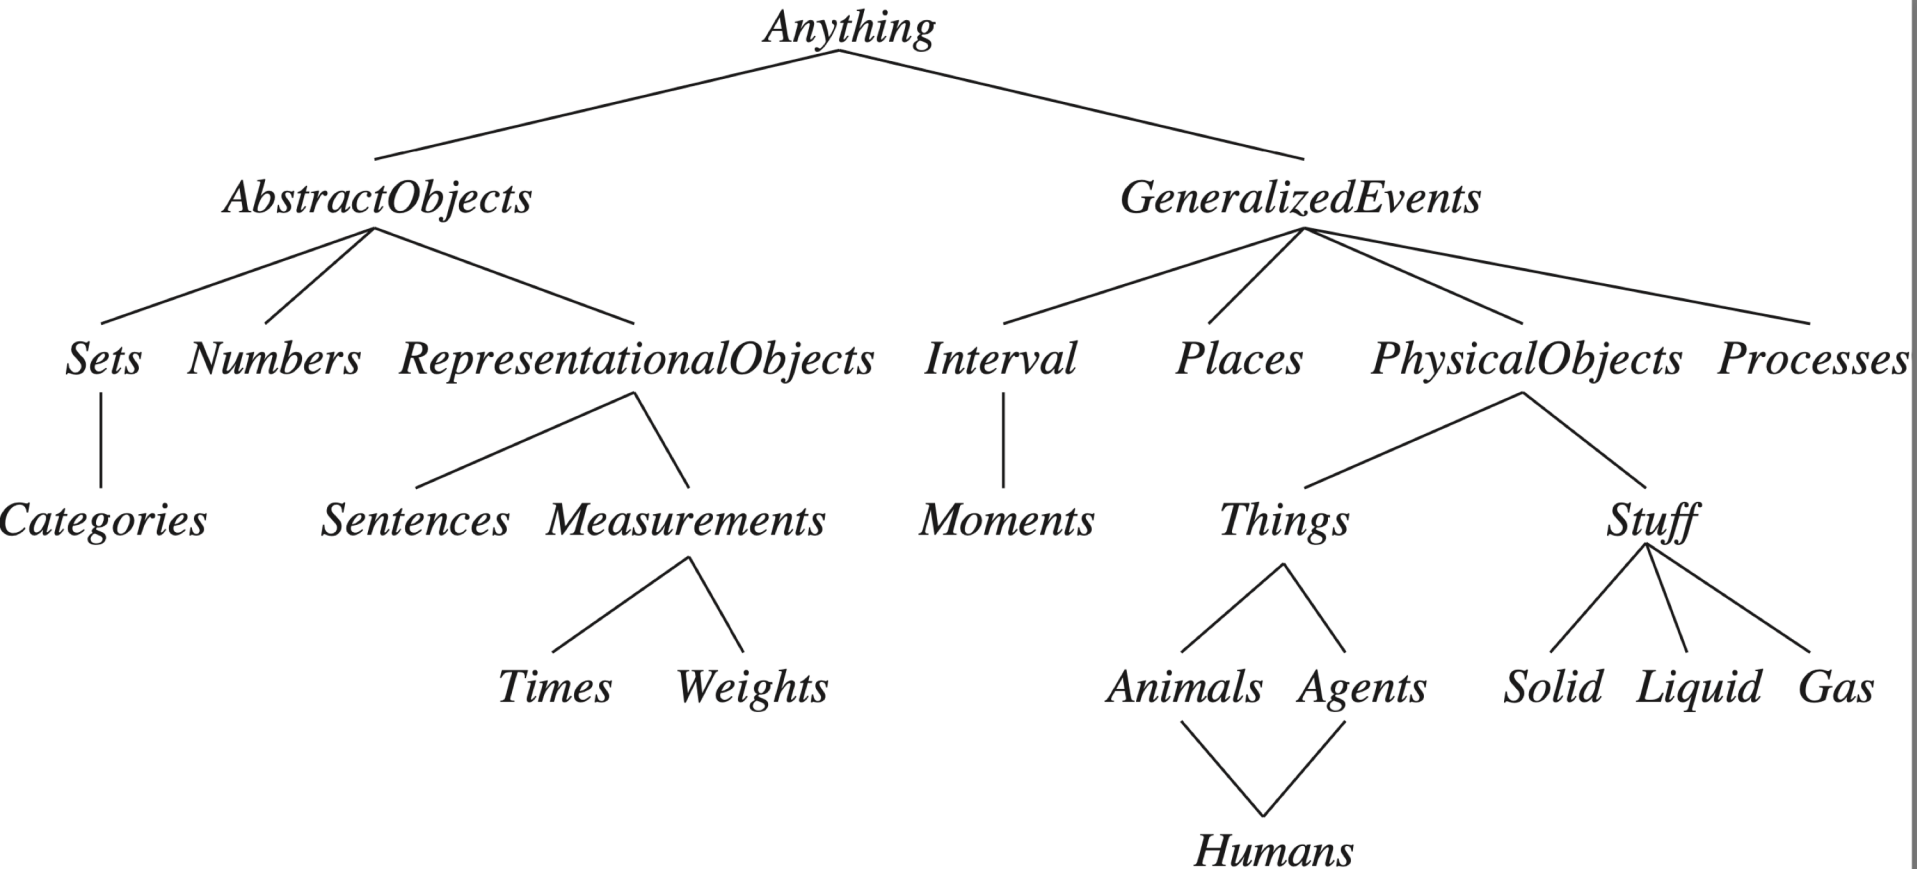 Anything
AbstractObjects GeneralizedEvents
Sets Numbers RepresentationalObjects Interval Places PhysicalObjects Processes
Categories Sentences Measurements Moments Things Stuff
Times Weights Animals Agents Solid Liquid Gas
Humans